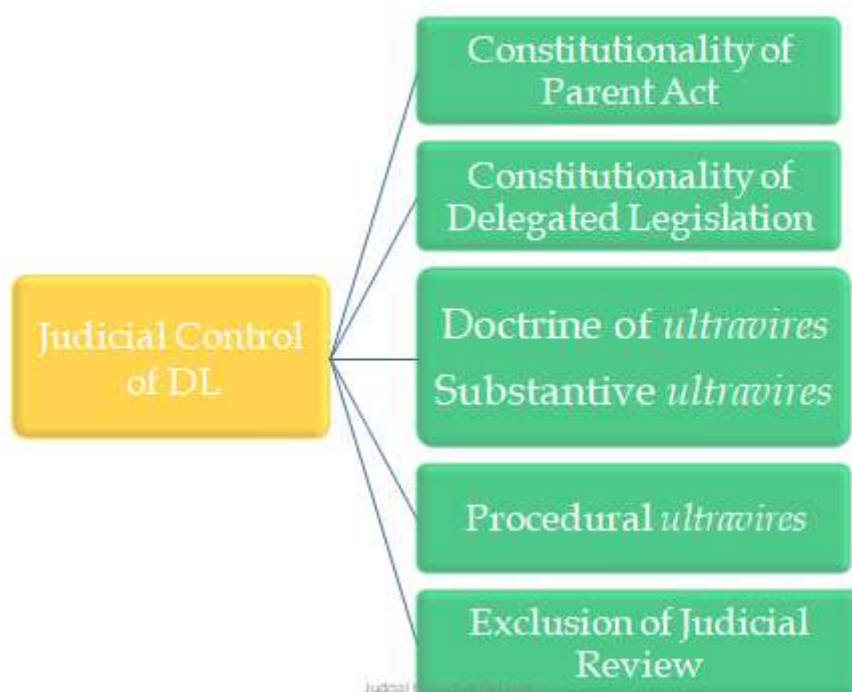 Constitutionality of
Parent Act
Constitutionality of
Delegated Legislation
Judicial Control
of DL
Doctrine of ultravires
Substantive ultravires
Procedural ultravires
Exclusion of Judicial
Review
Judicial